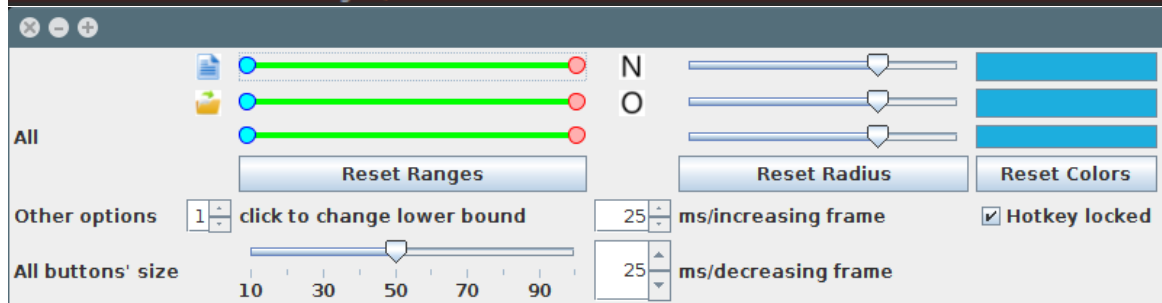 N
O
All
Reset Ranges Reset Radius Reset Colors
Other options 1 click to change lower bound 25 ms/increasing frame Hotkey locked
All buttons' size 25 ms/decreasing frame
10 30 50 70 90